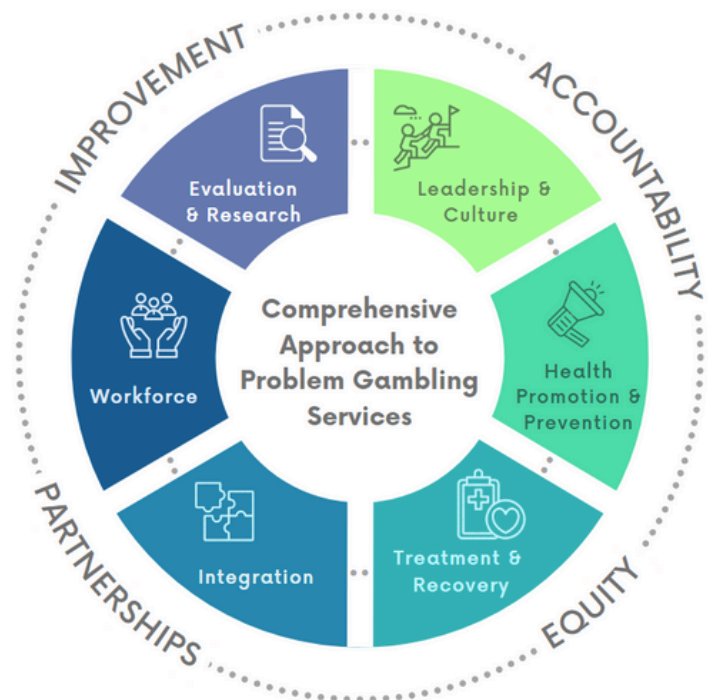 IMPROVEMENT
ACCOUNTABILITY
Evaluation
& Research
Leadership &
Culture
Workforce
Comprehensive
Approach to
Problem Gambling
Services
Health
Promotion &
Prevention
Integration
Treatment &
Recovery
PARTNERSHIPS
EQUITY